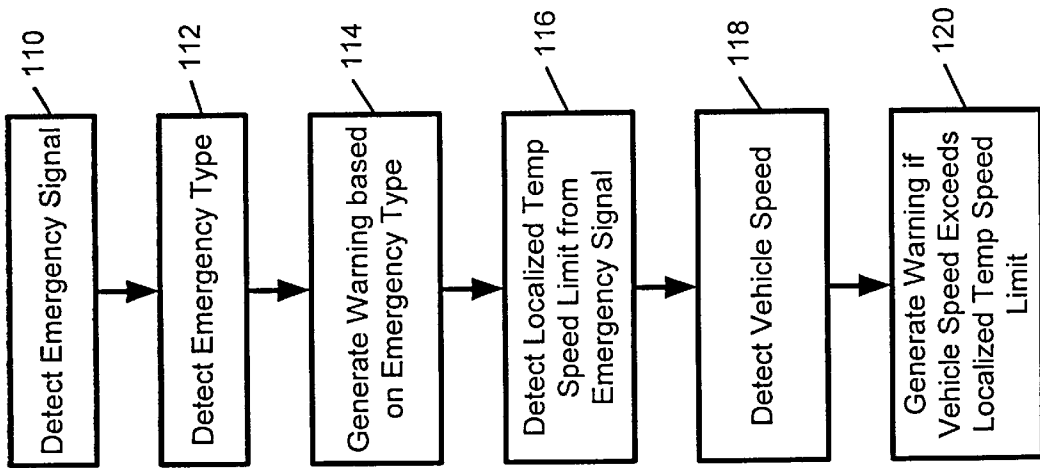 Detect Emergency Signal
110
Detect Emergency Type
112
Generate Warning based
on Emergency Type
114
Detect Localized Temp
Speed Limit from
Emergency Signal
116
Detect Vehicle Speed
118
Generate Warning if
Vehicle Speed Exceeds
Localized Temp Speed
Limit
120